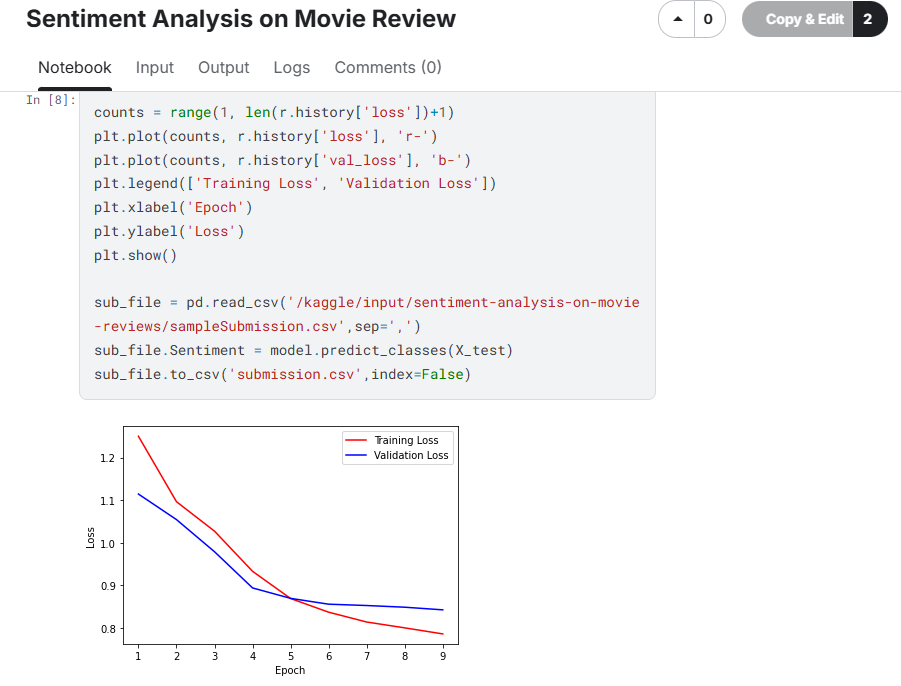 Sentiment Analysis on Movie Review
0
Copy & Edit 2
Notebook Input Output Logs Comments (0)
In [8]:
counts = range(1, len(r.history['loss'])+1)
plt.plot(counts, r.history['loss'], 'r-')
plt.plot(counts, r.history['val_loss'], 'b-')
plt.legend(['Training Loss', 'Validation Loss'])
plt.xlabel('Epoch')
plt.ylabel('Loss')
plt.show()
sub_file = pd.read_csv('/kaggle/input/sentiment-analysis-on-movie
-reviews/sampleSubmission.csv',sep=',')
sub_file.Sentiment = model.predict_classes(X_test)
sub_file.to_csv('submission.csv',index=False)
Training Loss
Validation Loss
1.2
1.1
1.0
0.9
0.8
Loss
1 2 3 4 5 6 7 8 9
Epoch